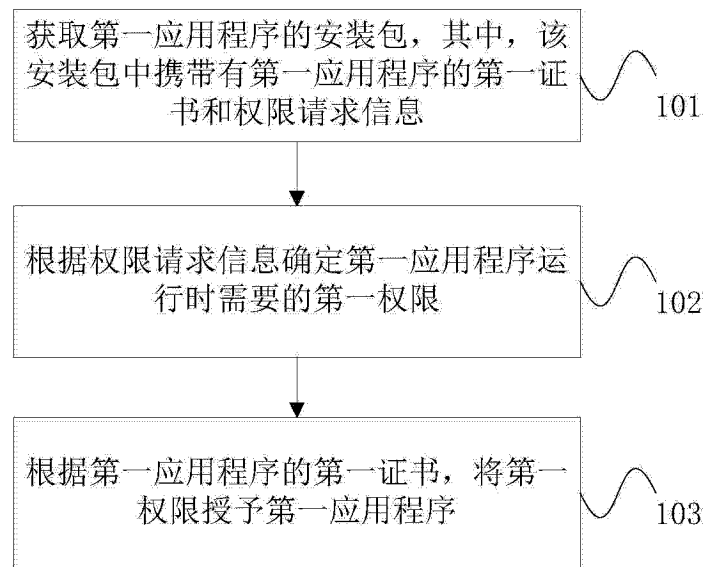 获取第一应用程序的安装包，其中，该
安装包中携带有第一应用程序的第一证
书和权限请求信息
101
根据权限请求信息确定第一应用程序运
行时需要的第一权限
102
根据第一应用程序的第一证书，将第一
权限授予第一应用程序
103